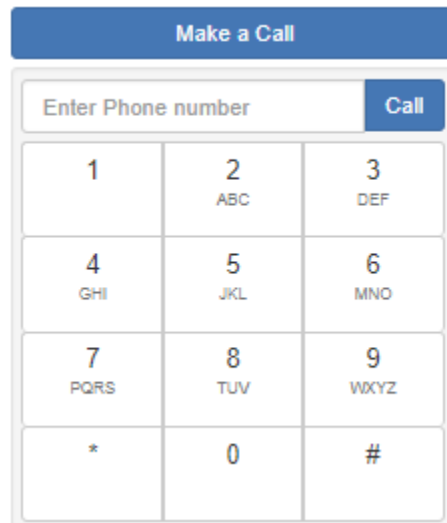 Make a Call
Enter Phone number Call
1 2 3
ABC DEF
4 5 6
GHI JKL MNO
7 8 9
PQRS TUV WXYZ
* 0 #